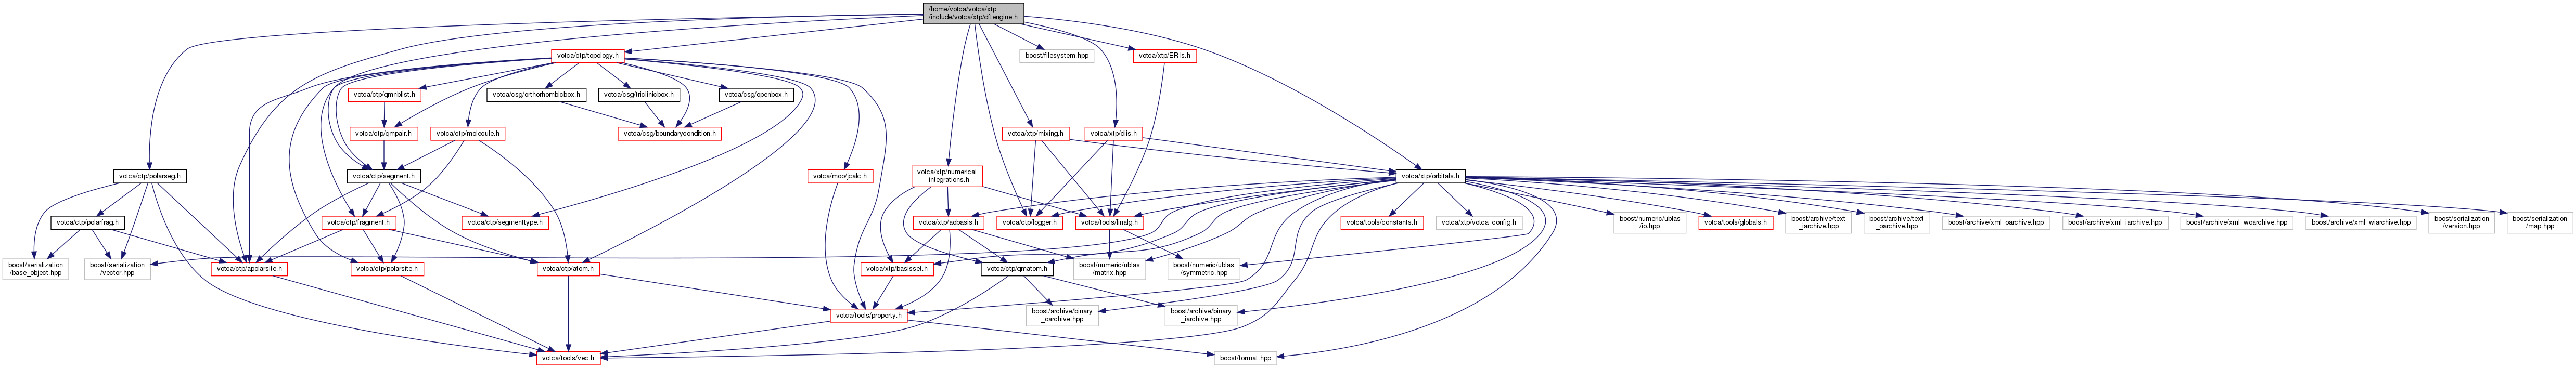 /home/votca/votca/xtp
/include/votca/xtp/dftengine.h
votca/ctp/topology.h
boost/filesystem.hpp
votca/xtp/ERIs.h
votca/ctp/qmnblist.h
votca/csg/orthorhombicbox.h
votca/csg/triclinicbox.h
votca/csg/openbox.h
votca/ctp/qmpair.h
votca/ctp/molecule.h
votca/csg/boundarycondition.h
votca/xtp/mixing.h
votca/xtp/diis.h
votca/ctp/polarseg.h
votca/ctp/segment.h
votca/moo/jcalc.h
votca/xtp/numerical
_integrations.h
votca/xtp/orbitals.h
votca/ctp/polarfrag.h
votca/ctp/fragment.h
votca/ctp/segmenttype.h
votca/xtp/aobasis.h
votca/ctp/logger.h
votca/tools/linalg.h
votca/tools/constants.h
votca/xtp/votca_config.h
boost/numeric/ublas
/io.hpp
votca/tools/globals.h
boost/archive/text
_iarchive.hpp
boost/archive/text
_oarchive.hpp
boost/archive/xml_oarchive.hpp
boost/archive/xml_iarchive.hpp
boost/archive/xml_woarchive.hpp
boost/archive/xml_wiarchive.hpp
boost/serialization
/version.hpp
boost/serialization
/map.hpp
boost/serialization
/base_object.hpp
boost/serialization
/vector.hpp
votca/ctp/apolarsite.h
votca/ctp/polarsite.h
votca/ctp/atom.h
votca/xtp/basisset.h
votca/ctp/qmatom.h
boost/numeric/ublas
/matrix.hpp
boost/numeric/ublas
/symmetric.hpp
votca/tools/property.h
boost/archive/binary
_oarchive.hpp
boost/archive/binary
_iarchive.hpp
votca/tools/vec.h
boost/format.hpp